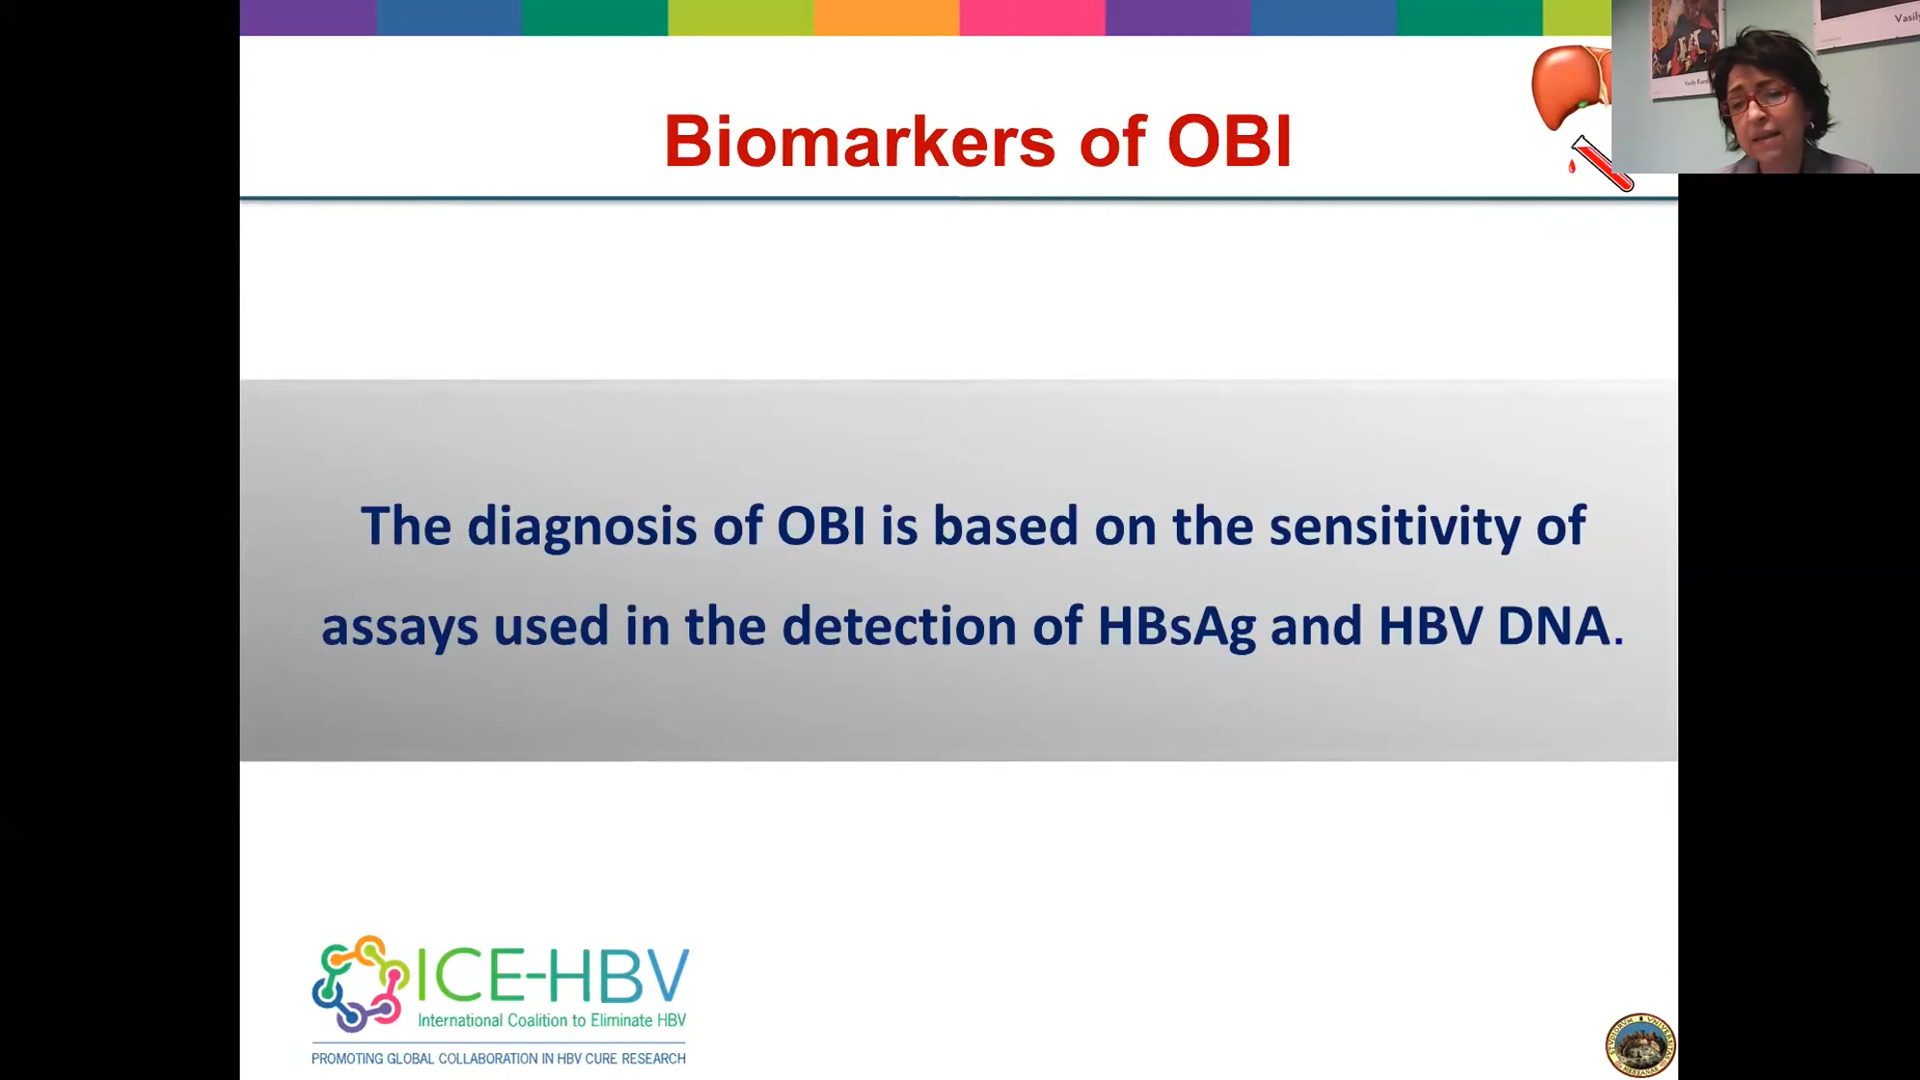 Biomarkers of OBI
The diagnosis of OBI is based on the sensitivity of
assays used in the detection of HBsAg and HBV DNA.
ICE-HBV
International Coalition to Eliminate HBV
PROMOTING GLOBAL COLLABORATION IN HBV CURE RESEARCH
Vasily